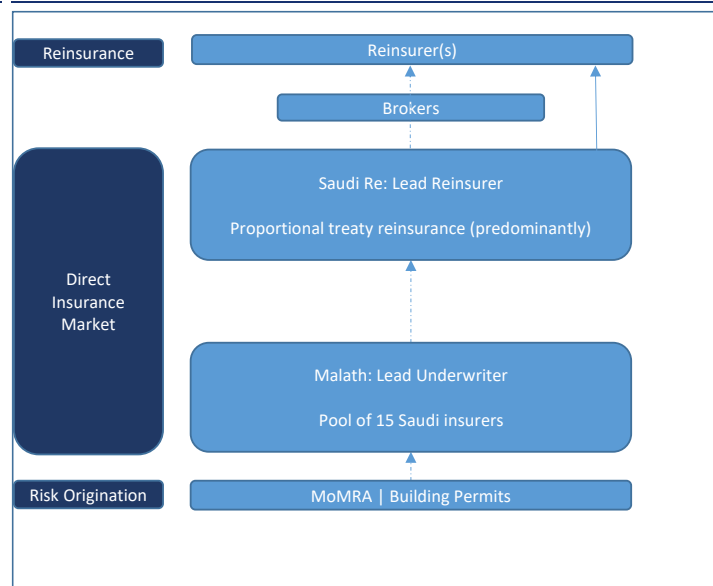 Reinsurance
Reinsurer(s)
Brokers
Saudi Re: Lead Reinsurer
Proportional treaty reinsurance (predominantly)
Direct
Insurance
Market
Malath: Lead Underwriter
Pool of 15 Saudi insurers
Risk Origination
MoMRA | Building Permits